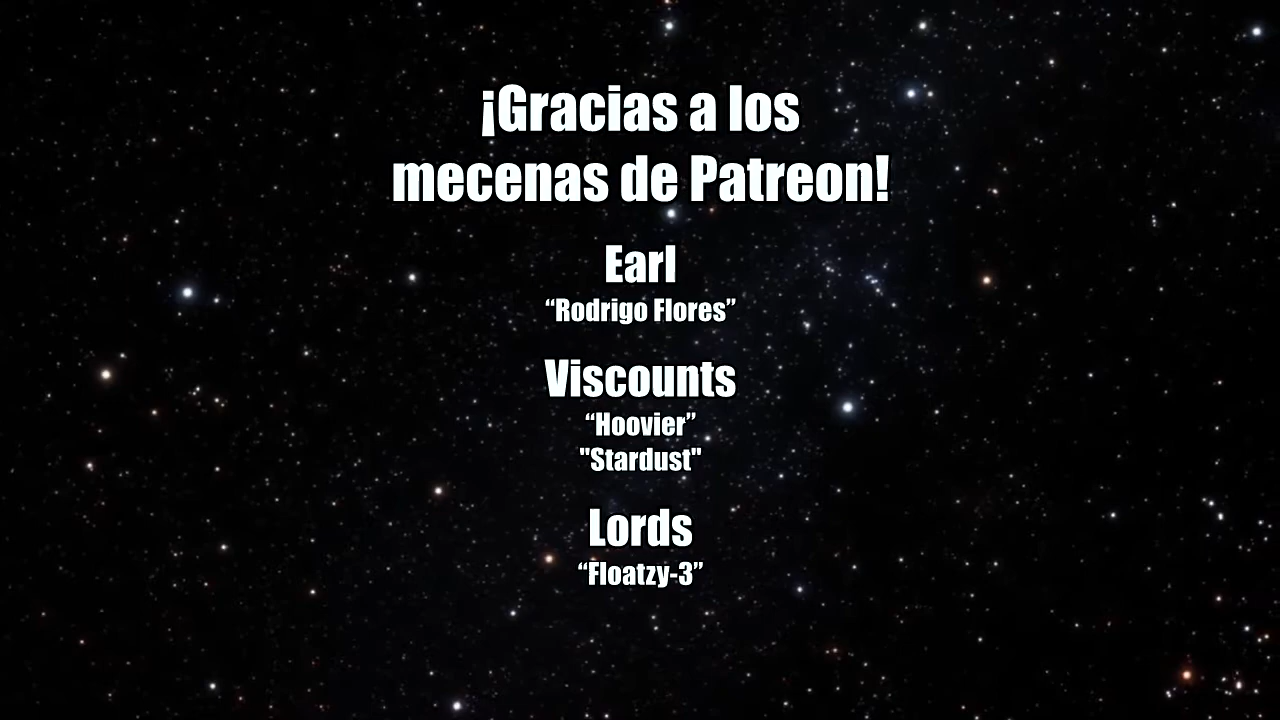 ¡Gracias a los
mecenas de Patreon!
Earl
“Rodrigo Flores”
Viscounts
“Hoovier”
"Stardust"
Lords
“Floatzy-3”